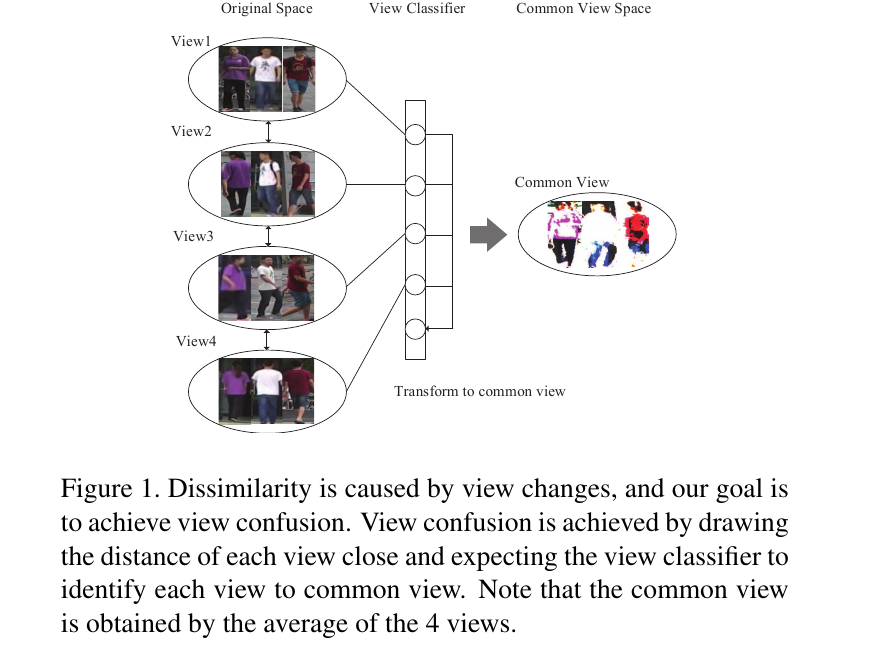 Original Space View Classifier Common View Space
View1
View2
Common View
View3
View4
Transform to common view
Figure 1. Dissimilarity is caused by view changes, and our goal is
to achieve view confusion. View confusion is achieved by drawing
the distance of each view close and expecting the view classifier to
identify each view to common view. Note that the common view
is obtained by the average of the 4 views.